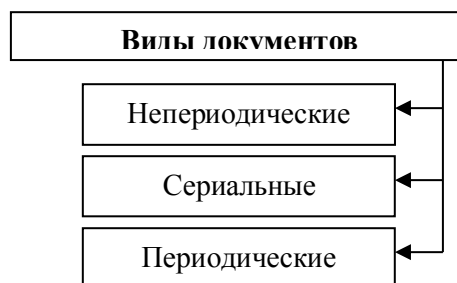 Виды документов
Непериодические
Сериальные
Периодические